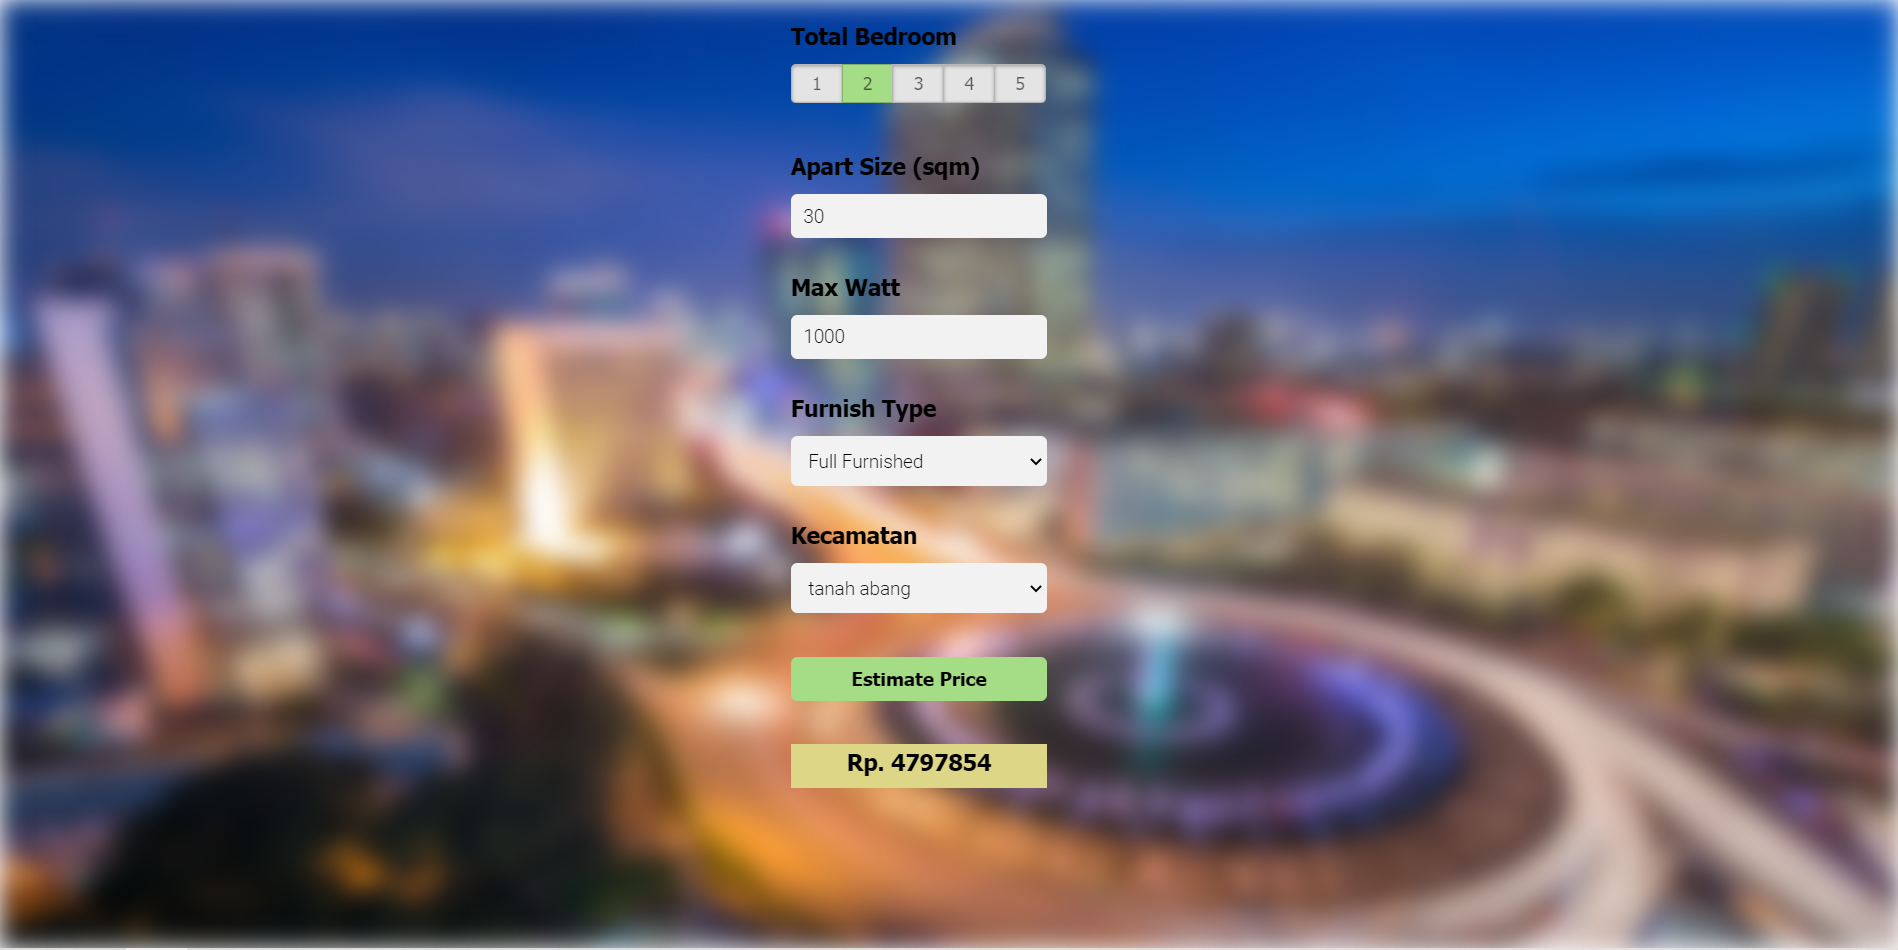 Total Bedroom
1 2 3 4 5
Apart Size (sqm)
30
Max Watt
1000
Furnish Type
Full Furnished
Kecamatan
tanah abang
Estimate Price
Rp. 4797854